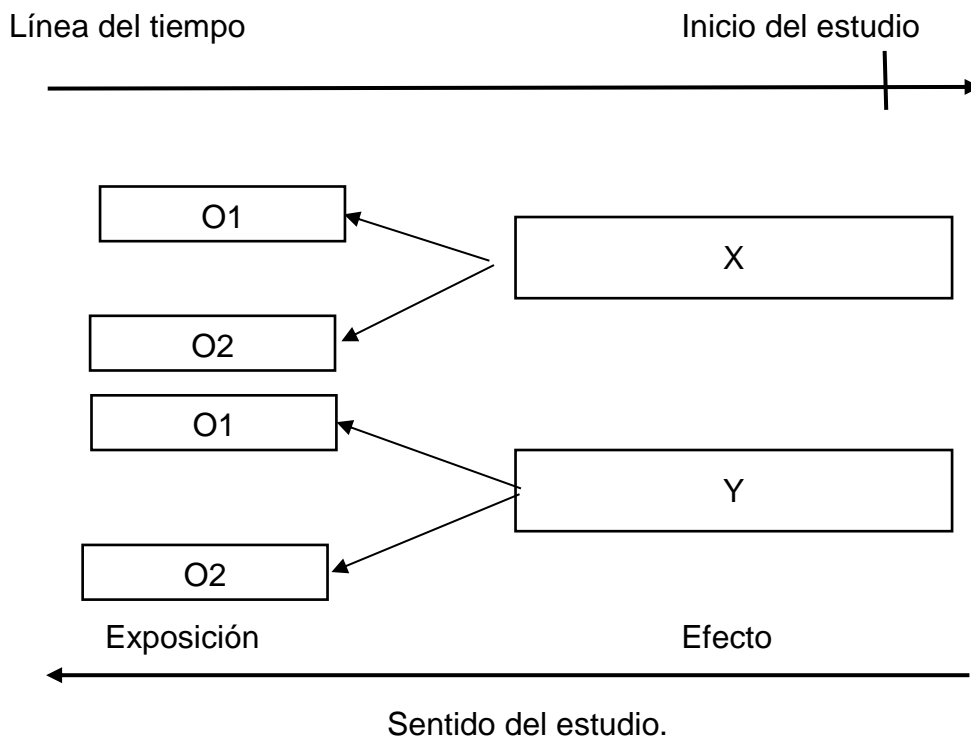 Línea del tiempo Inicio del estudio
O1
X
O2
O1
Y
O2
Exposición Efecto
Sentido del estudio.